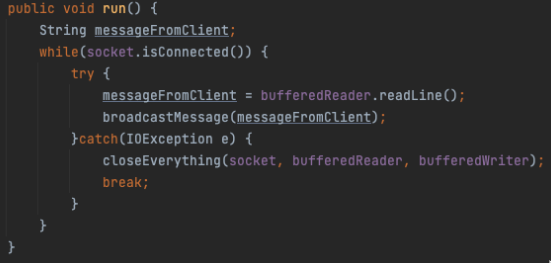 public void run() {
    String messageFromClient;
    while(socket.isConnected()) {
        try {
            messageFromClient = bufferedReader.readLine();
            broadcastMessage(messageFromClient);
        }catch(IOException e) {
            closeEverything(socket, bufferedReader, bufferedWriter);
            break;
        }
    }
}